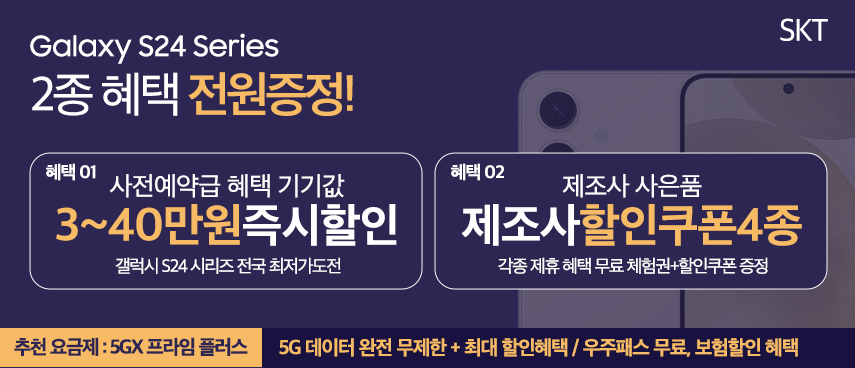 SKT
Galaxy S24 Series
2종 혜택 전원증정!
혜택 01
사전예약급 혜택 기기값
3~40만원즉시할인
갤럭시 S24 시리즈 전국 최저가도전
혜택 02
제조사 사은품
제조사할인쿠폰4종
각종 제휴 혜택 무료 체험권+할인쿠폰 증정
추천 요금제 : 5GX 프라임 플러스
5G 데이터 완전 무제한 + 최대 할인혜택 / 우주패스 무료, 보험할인 혜택